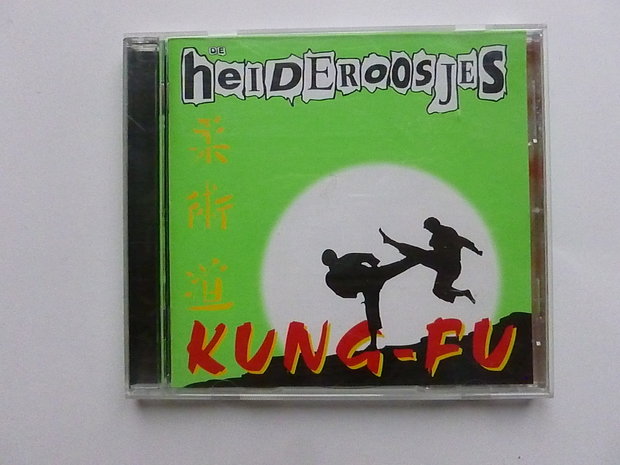 DE
heIDEROOSJES
柔
術
道
KUNG-FU